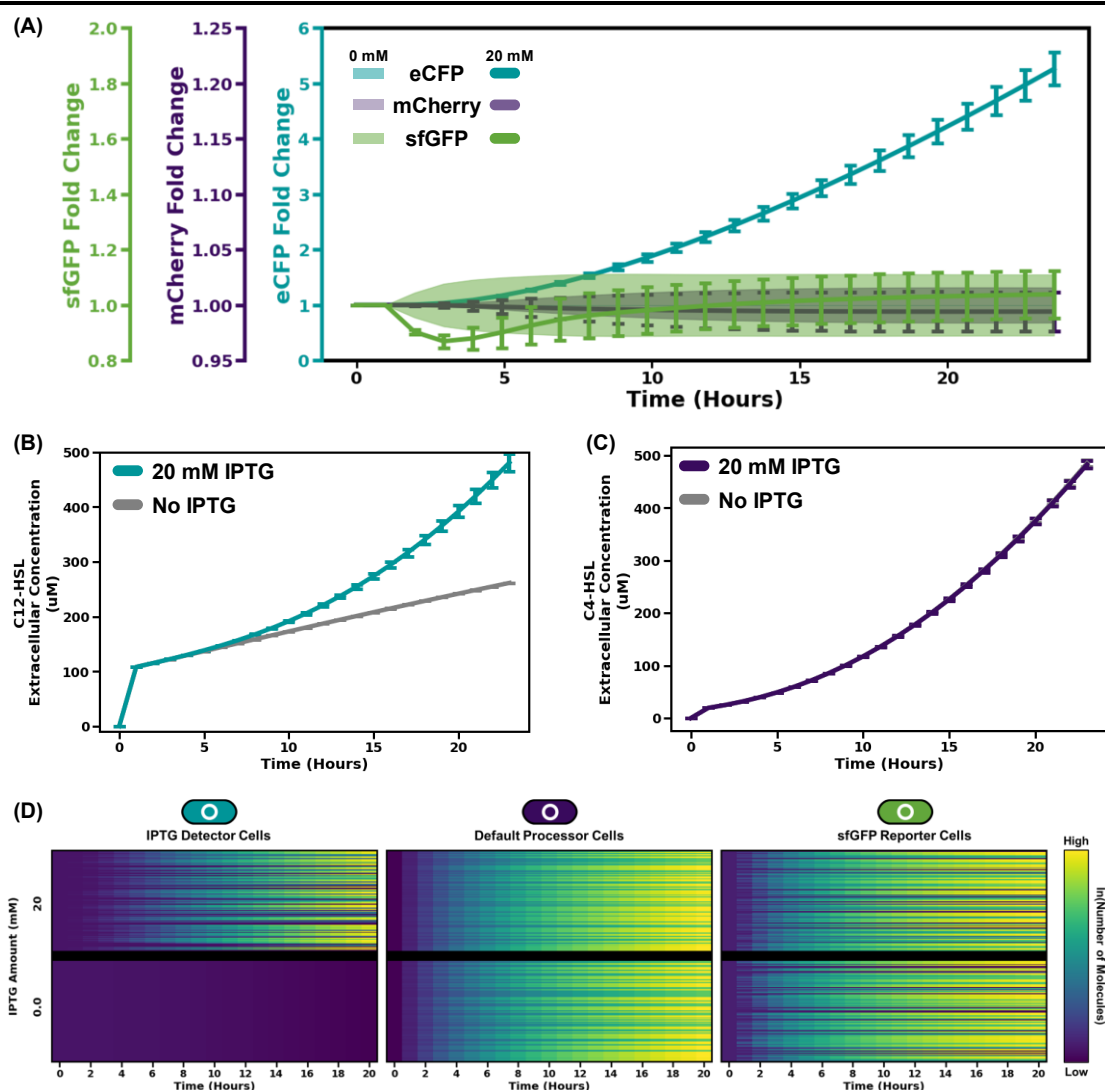 (A)
sfGFP Fold Change
2.0
1.8
1.6
1.4
1.2
1.0
0.8
mCherry Fold Change
1.25
1.20
1.15
1.10
1.05
1.00
0.95
eCFP Fold Change
6
5
4
3
2
1
0
0 mM 20 mM
eCFP
mCherry
sfGFP
0 5 10 15 20
Time (Hours)
(B)
C12-HSL
Extracellular Concentration
(uM)
500
400
300
200
100
0
20 mM IPTG
No IPTG
0 5 10 15 20
Time (Hours)
(C)
C4-HSL
Extracellular Concentration
(uM)
500
400
300
200
100
0
20 mM IPTG
No IPTG
0 5 10 15 20
Time (Hours)
(D)
IPTG Detector Cells
Default Processor Cells
sfGFP Reporter Cells
IPTG Amount (mM)
20
0.0
0 2 4 6 8 10 12 14 16 18 20
Time (Hours)
0 2 4 6 8 10 12 14 16 18 20
Time (Hours)
0 2 4 6 8 10 12 14 16 18 20
Time (Hours)
High
ln(Number of Molecules)
Low